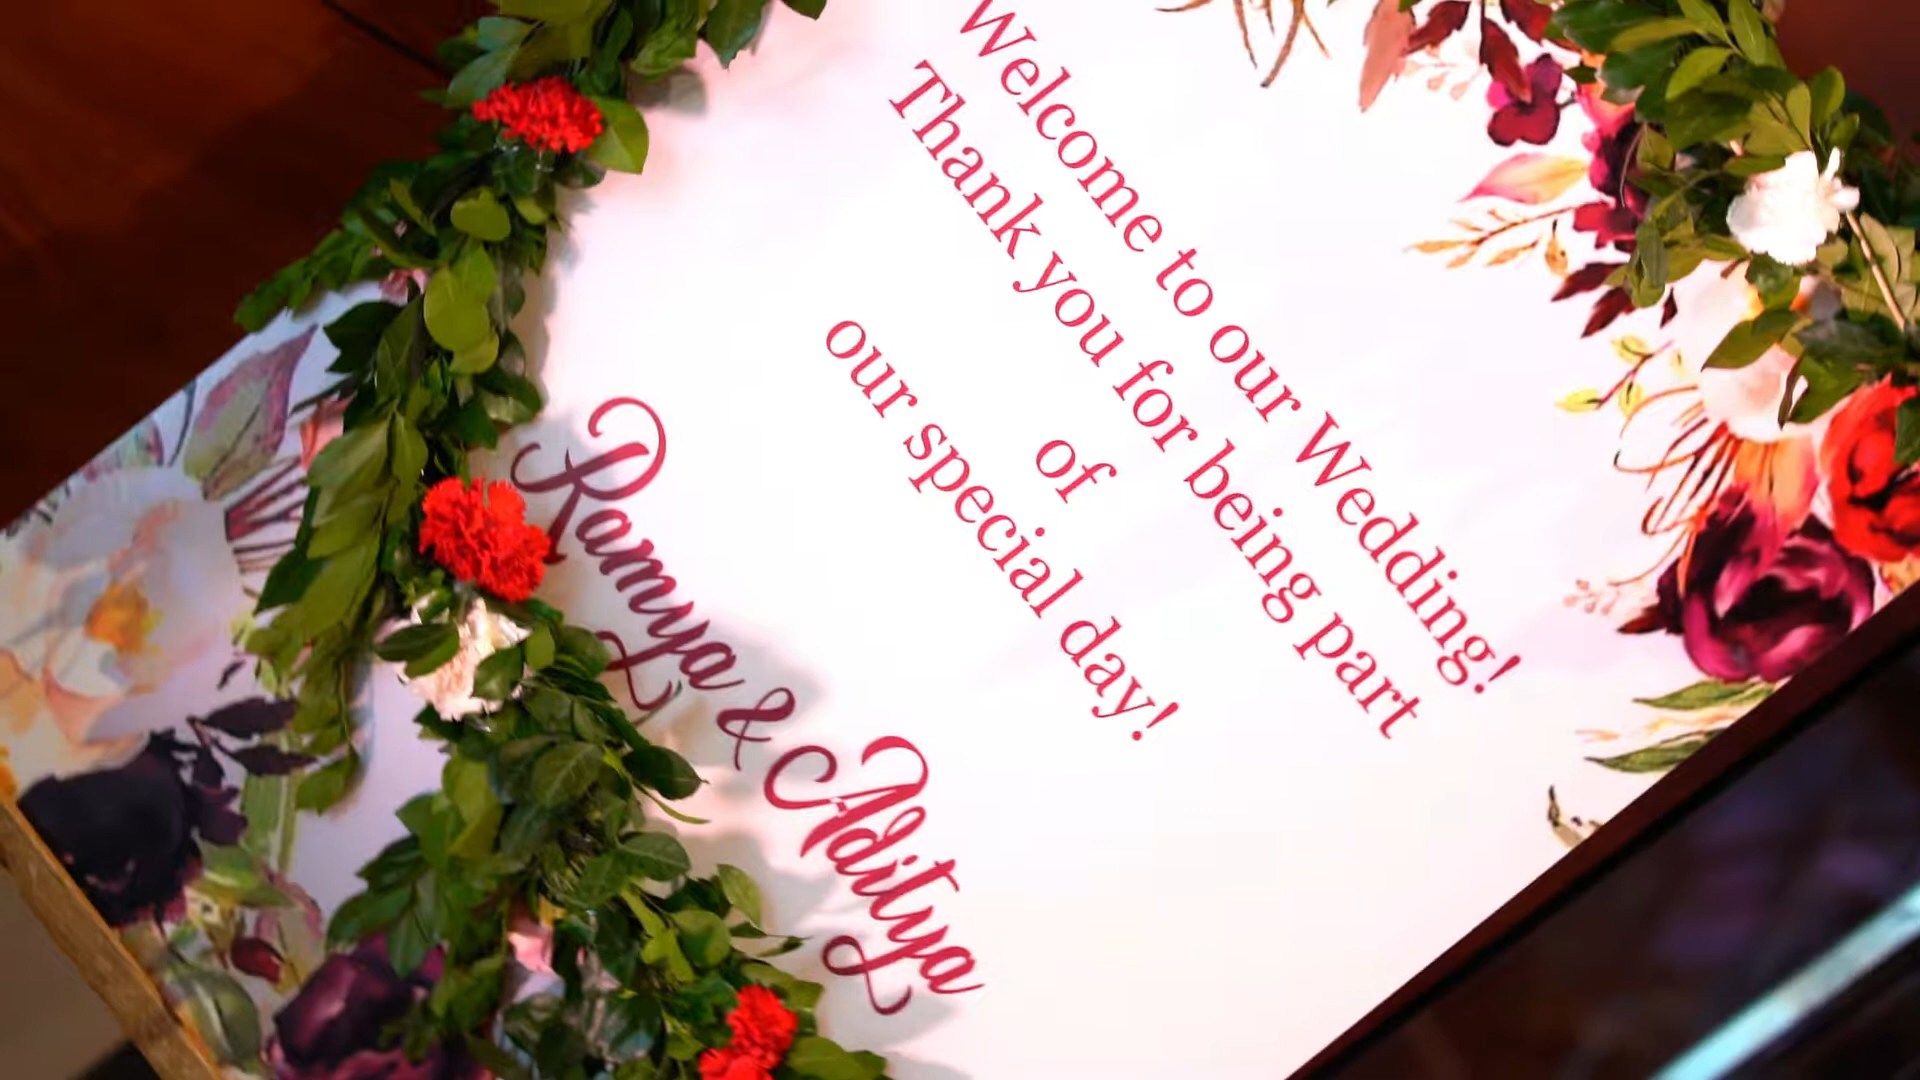 Welcome to our Wedding!
Thank you for being part
of
our special day!
Ramya & Aditya